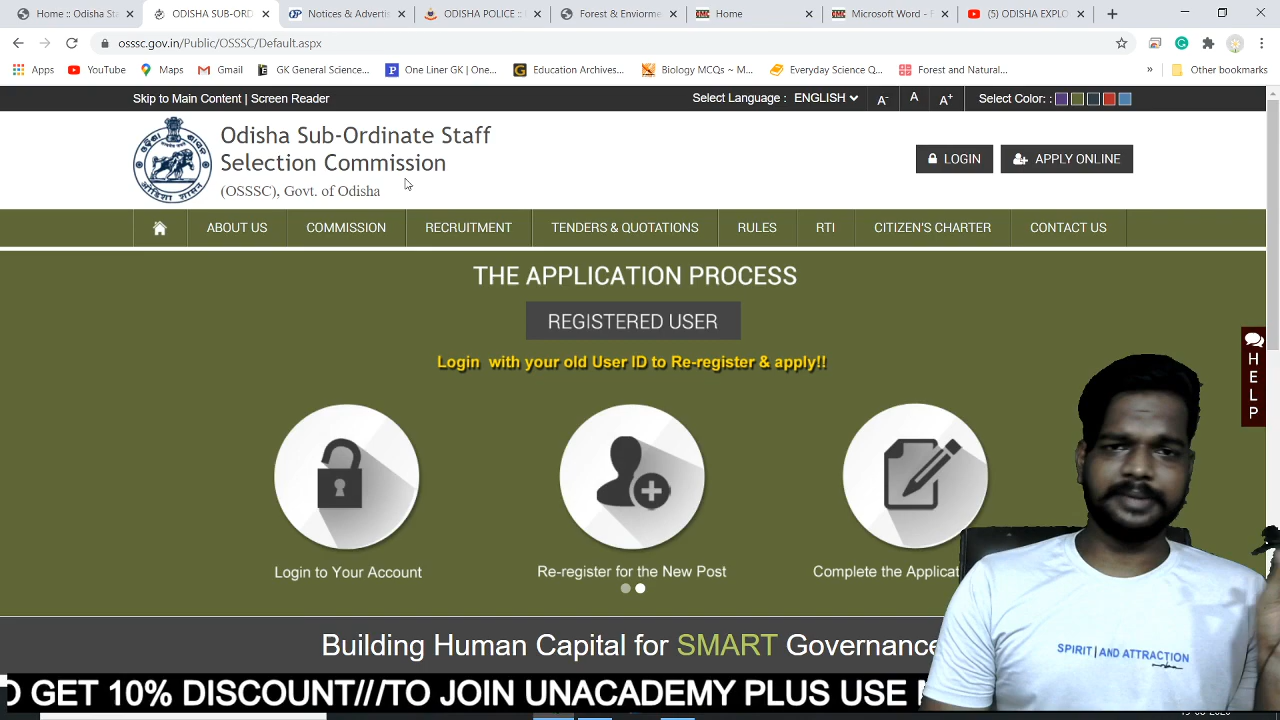 Home :: Odisha Sta
ODISHA SUB-ORD
Notices & Adverti
ODISHA POLICE ::
Forest & Enviorme
Home
Microsoft Word - F
(5) ODISHA EXPLO
osssc.gov.in/Public/OSSSC/Default.aspx
Apps
YouTube
Maps
Gmail
GK General Science...
One Liner GK | One...
Education Archives...
Biology MCQs ~ M...
Everyday Science Q...
Forest and Natural...
»
Other bookmarks
Skip to Main Content | Screen Reader
Select Language : ENGLISH
A-
A
A+
Select Color: :
Odisha Sub-Ordinate Staff
Selection Commission
(OSSSC), Govt. of Odisha
LOGIN
APPLY ONLINE
ABOUT US
COMMISSION
RECRUITMENT
TENDERS & QUOTATIONS
RULES
RTI
CITIZEN'S CHARTER
CONTACT US
THE APPLICATION PROCESS
REGISTERED USER
Login with your old User ID to Re-register & apply!!
HELP
Login to Your Account
Re-register for the New Post
Complete the Applicat
Building Human Capital for SMART Governance
SPIRIT|AND ATTRACTION
D GET 10% DISCOUNT///TO JOIN UNACADEMY PLUS USE